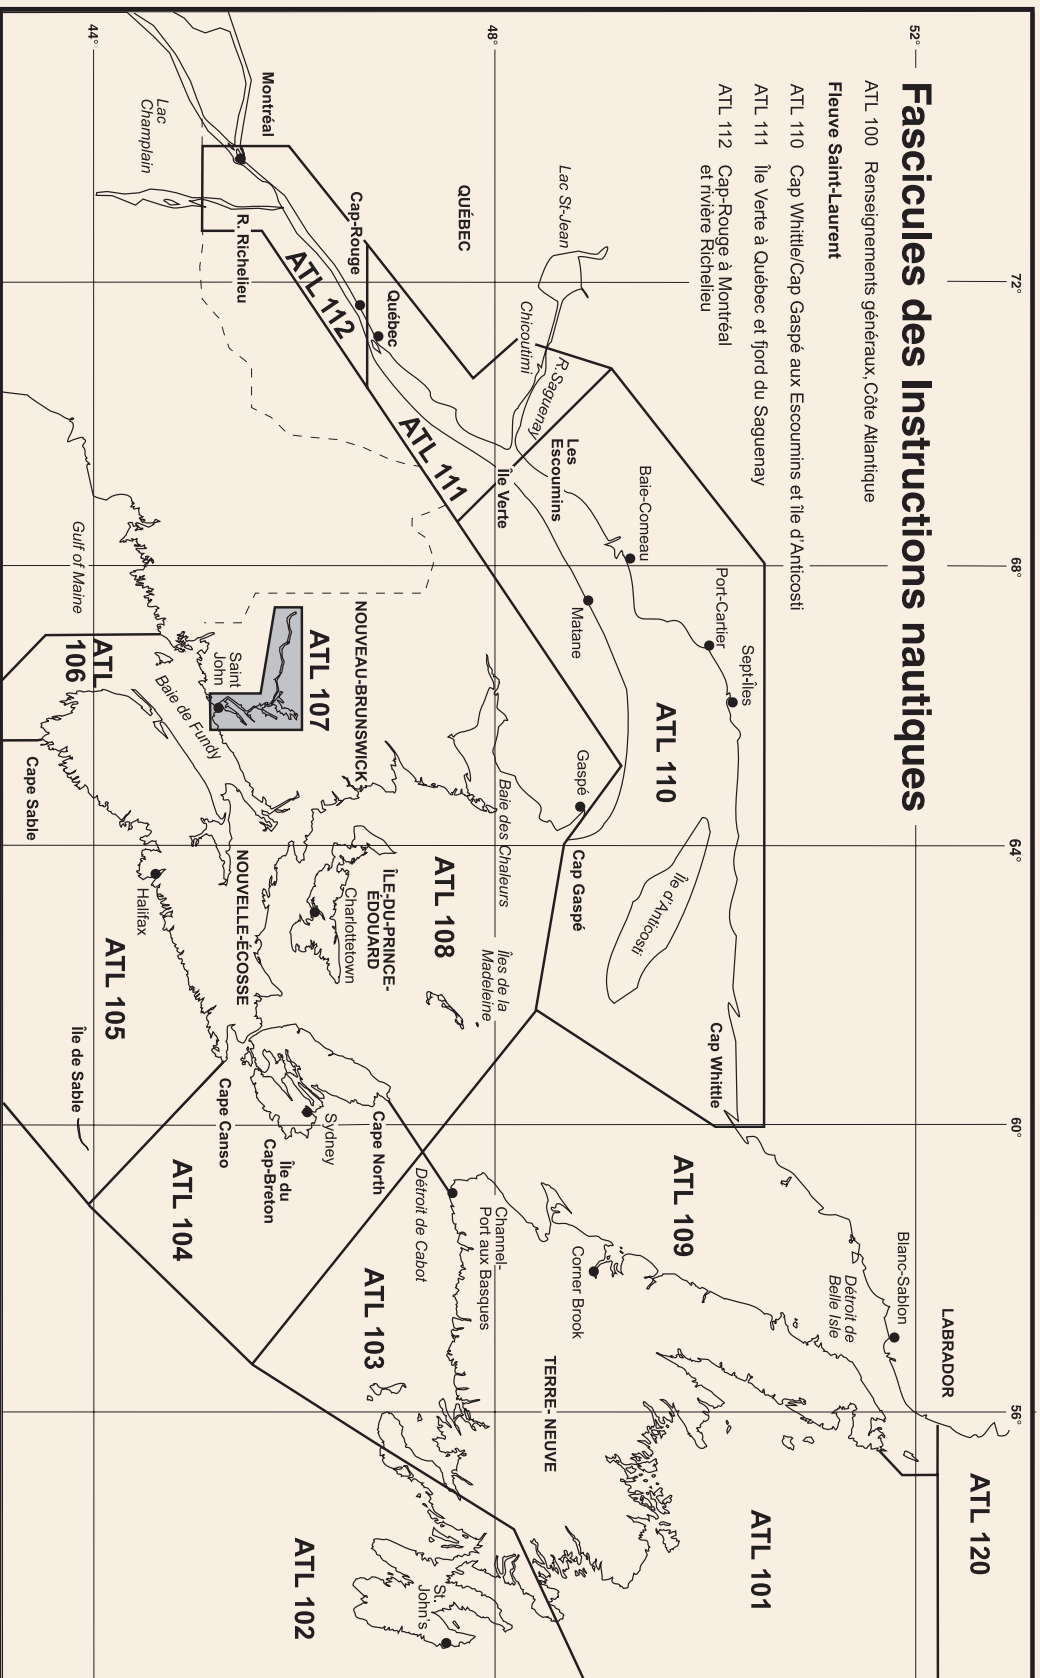 Fascicules des Instructions nautiques
ATL 100 Renseignements généraux, Côte Atlantique
Fleuve Saint-Laurent
ATL 110 Cap Whittle/Cap Gaspé aux Escoumins et île d'Anticosti
ATL 111 Île Verte à Québec et fjord du Saguenay
ATL 112 Cap-Rouge à Montréal
et rivière Richelieu
72°
68°
64°
60°
56°
52°
48°
44°
LABRADOR
ATL 120
Blanc-Sablon
Détroit de
Belle Isle
Sept-Îles
Port-Cartier
Baie-Comeau
Cap Whittle
ATL 110
ATL 109
ATL 101
Île d'Anticosti
Lac St-Jean
Chicoutimi
R. Saguenay
Les
Escoumins
Matane
Gaspé
Cap Gaspé
Corner Brook
TERRE-NEUVE
QUÉBEC
Île Verte
Baie des Chaleurs
Îles de la
Madeleine
Channel-
Port aux Basques
ATL 111
ATL 108
Détroit de Cabot
St.
John's
Québec
Cap-Rouge
NOUVEAU-BRUNSWICK
ÎLE-DU-PRINCE-
ÉDOUARD
Charlottetown
Cape North
ATL 103
ATL 112
ATL 107
Sydney
ATL 102
Montréal
R. Richelieu
Saint
John
NOUVELLE-ÉCOSSE
Île du
Cap-Breton
Cape Canso
Baie de Fundy
ATL 104
Lac
Champlain
Halifax
ATL 105
Gulf of Maine
ATL
106
Île de Sable
Cape Sable